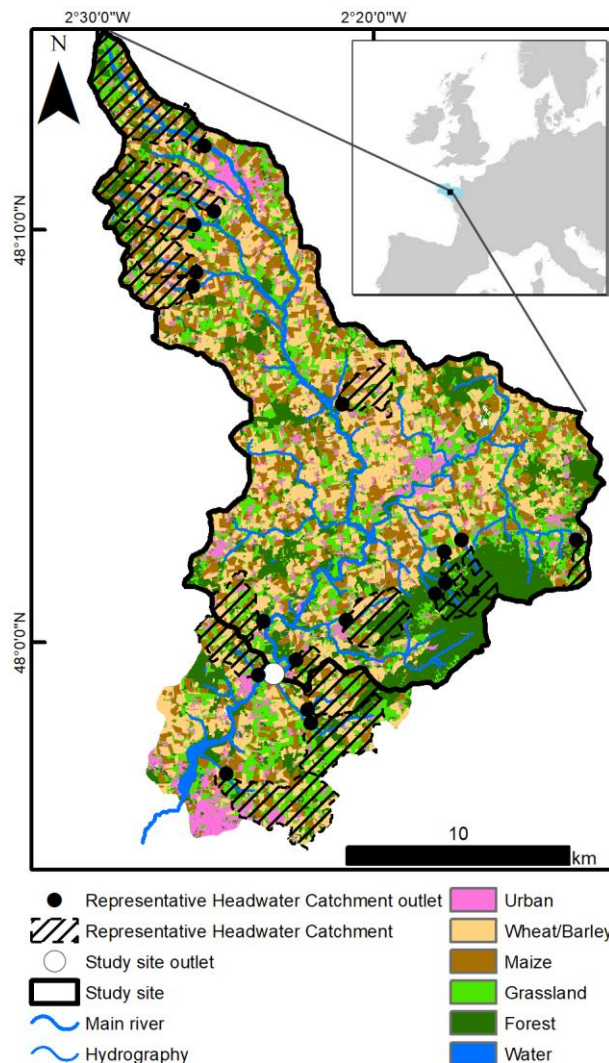 2°30'0"W 2°20'0"W
N
48°10'0"N
48°0'0"N
10
km
Representative Headwater Catchment outlet
Representative Headwater Catchment
Study site outlet
Study site
Main river
Hydrography
Urban
Wheat/Barley
Maize
Grassland
Forest
Water